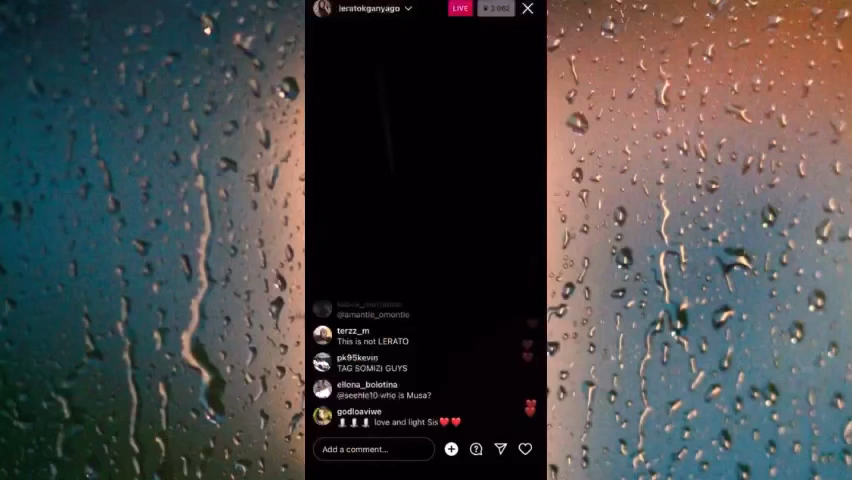 leratokganyago
LIVE
@amantle_omontle
terzz_m
This is not LERATO
pk95kevin
TAG SOMIZI GUYS
@seehle10 who is Musa?
godloaviwe
love and light Sis❤️❤️
Add a comment...